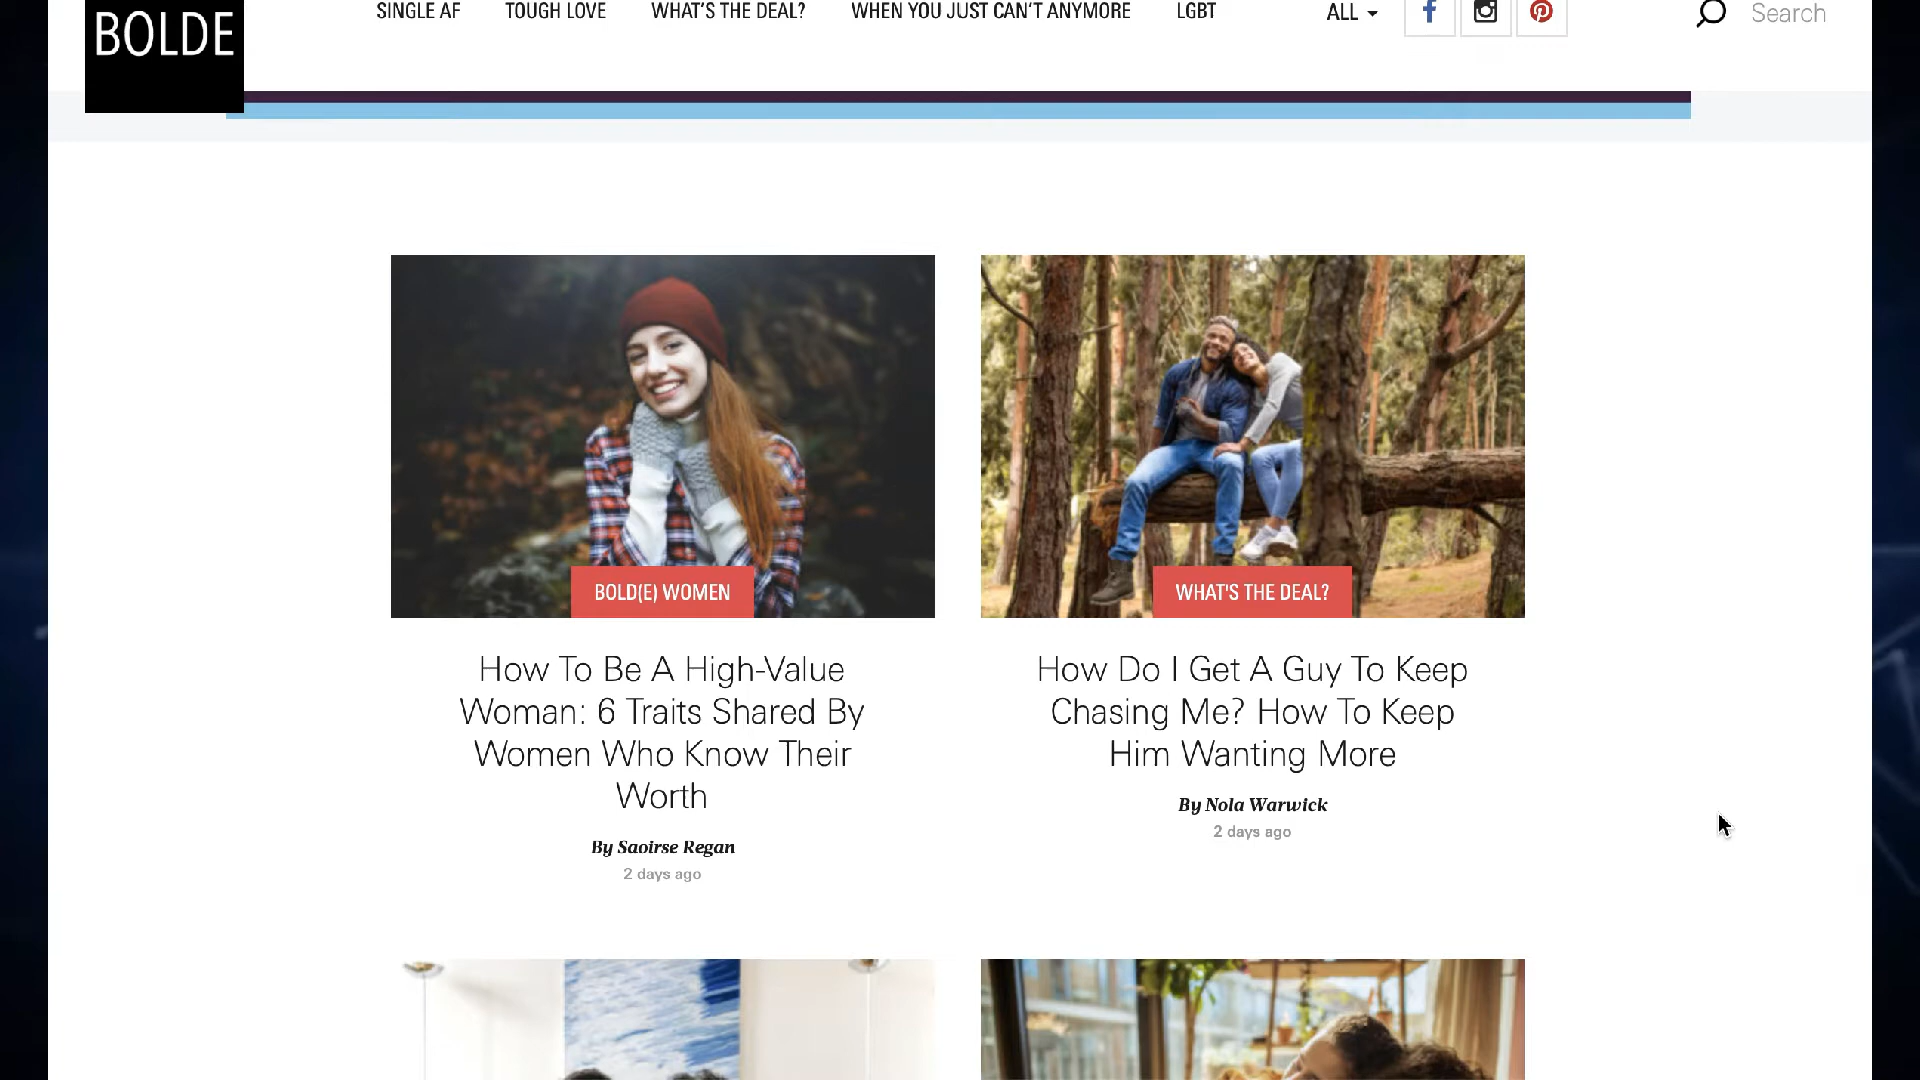 BOLDE
SINGLE AF
TOUGH LOVE
WHAT'S THE DEAL?
WHEN YOU JUST CAN'T ANYMORE
LGBT
ALL
Search
BOLD(E) WOMEN
How To Be A High-Value
Woman: 6 Traits Shared By
Women Who Know Their
Worth
By Saoirse Regan
2 days ago
WHAT'S THE DEAL?
How Do I Get A Guy To Keep
Chasing Me? How To Keep
Him Wanting More
By Nola Warwick
2 days ago